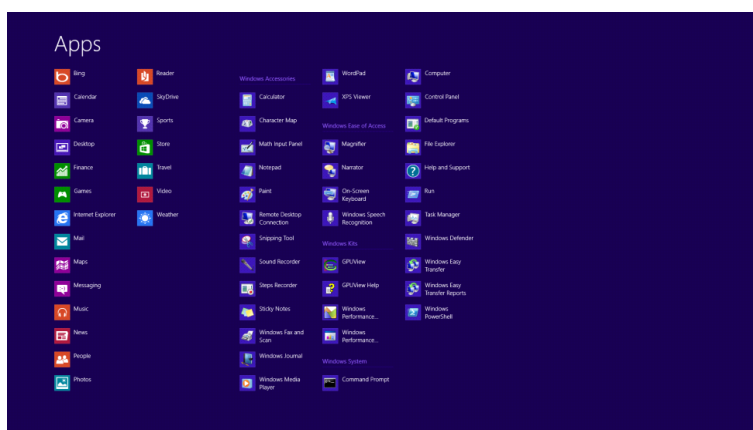 Apps
Bing
Calendar
Camera
Desktop
Finance
Games
Internet Explorer
Mail
Maps
Messaging
Music
News
People
Photos
Reader
SkyDrive
Sports
Store
Travel
Video
Weather
Windows Accessories
Calculator
Character Map
Math Input Panel
Notepad
Paint
Remote Desktop
Connection
Snipping Tool
Sound Recorder
Steps Recorder
Sticky Notes
Windows Fax and
Scan
Windows Journal
Windows Media
Player
WordPad
XPS Viewer
Windows Ease of Access
Magnifier
Narrator
On-Screen
Keyboard
Windows Speech
Recognition
Windows Kits
GPUView
GPUView Help
Windows
Performance...
Windows
Performance...
Windows System
Command Prompt
Computer
Control Panel
Default Programs
File Explorer
Help and Support
Run
Task Manager
Windows Defender
Windows Easy
Transfer
Windows Easy
Transfer Reports
Windows
PowerShell